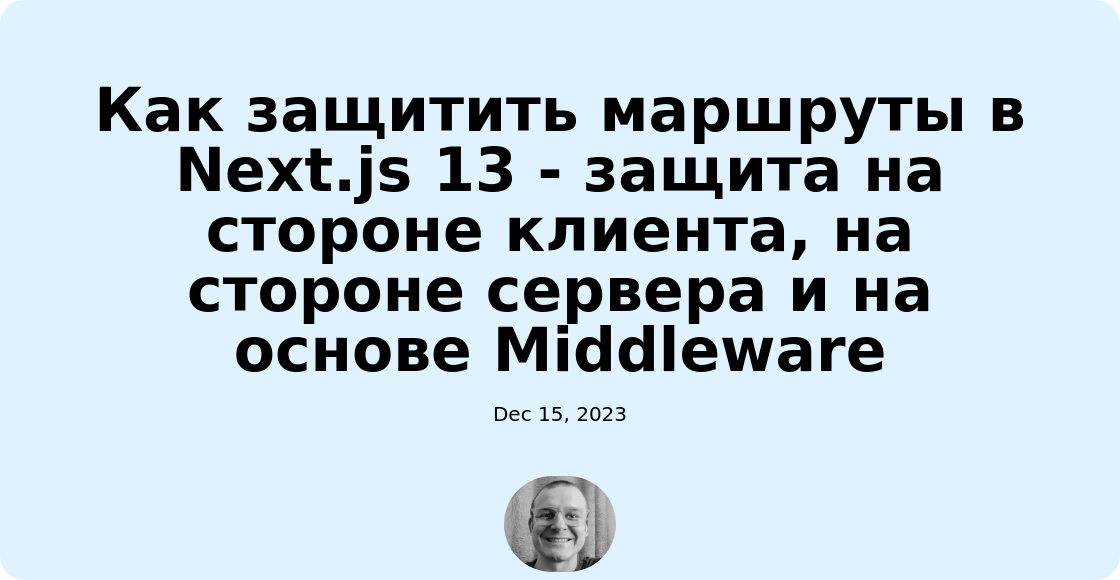 Как защитить маршруты в
Next.js 13 - защита на
стороне клиента, на
стороне сервера и на
основе Middleware
Dec 15, 2023